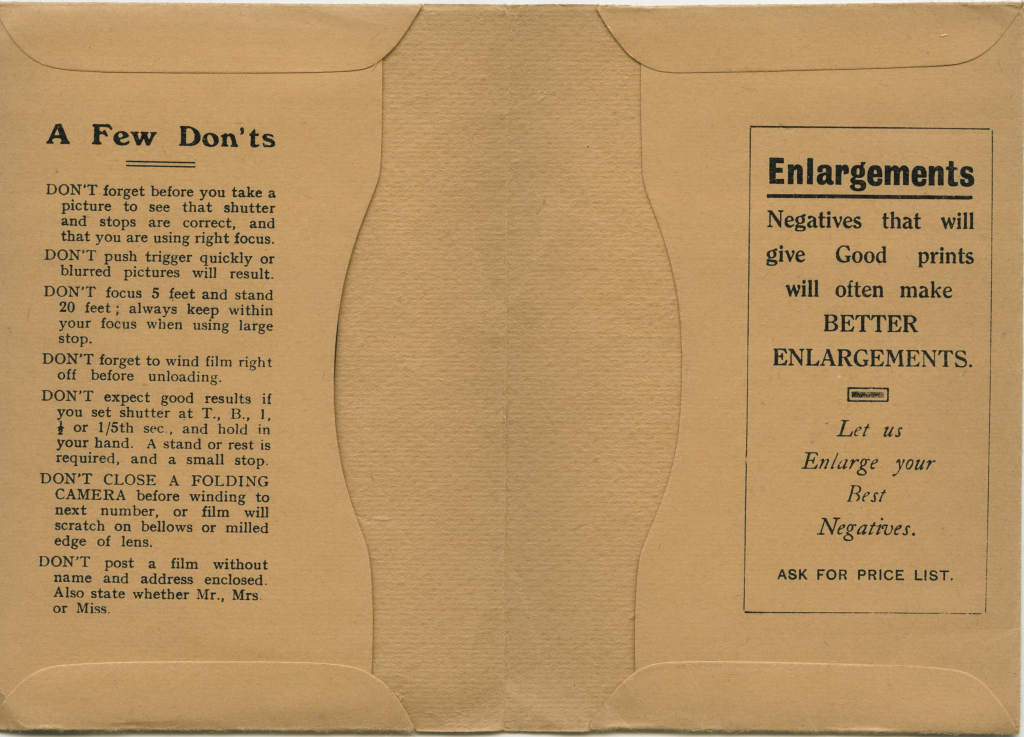 A Few Don'ts
DON'T forget before you take a
picture to see that shutter
and stops are correct, and
that you are using right focus.
DON'T push trigger quickly or
blurred pictures will result.
DON'T focus 5 feet and stand
20 feet; always keep within
your focus when using large
stop.
DON'T forget to wind film right
off before unloading.
DON'T expect good results if
you set shutter at T., B., 1,
½ or 1/5th sec., and hold in
your hand. A stand or rest is
required, and a small stop.
DON'T CLOSE A FOLDING
CAMERA before winding to
next number, or film will
scratch on bellows or milled
edge of lens.
DON'T post a film without
name and address enclosed.
Also state whether Mr., Mrs.
or Miss.
Enlargements
Negatives that will
give Good prints
will often make
BETTER
ENLARGEMENTS.
Let us
Enlarge your
Best
Negatives.
ASK FOR PRICE LIST.